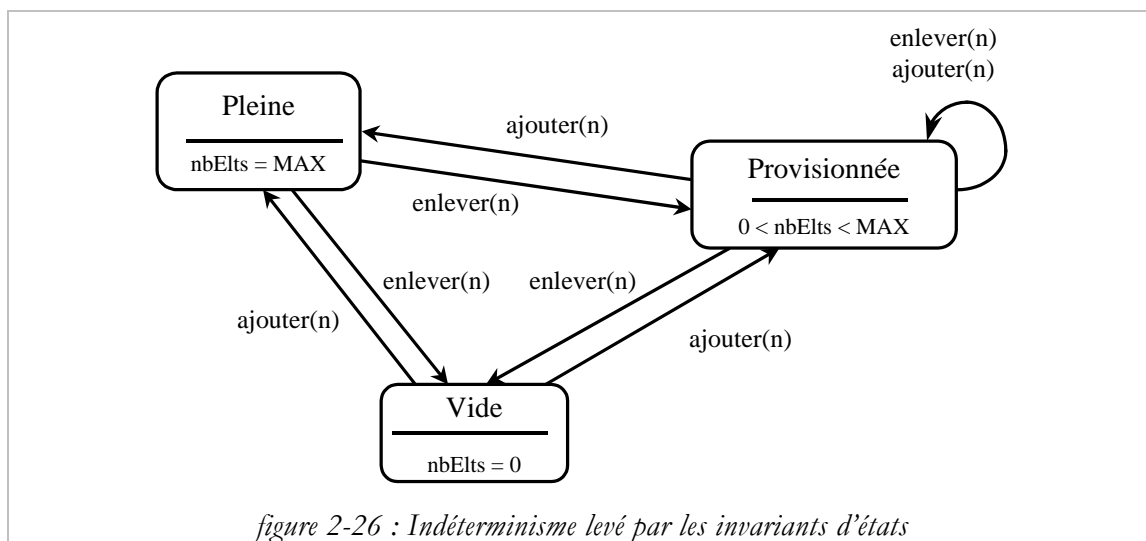 enlever(n)
ajouter(n)
Pleine
nbElts = MAX
ajouter(n)
enlever(n)
Provisionnée
0 < nbElts < MAX
enlever(n)
enlever(n)
ajouter(n)
ajouter(n)
Vide
nbElts = 0
figure 2-26 : Indéterminisme levé par les invariants d'états